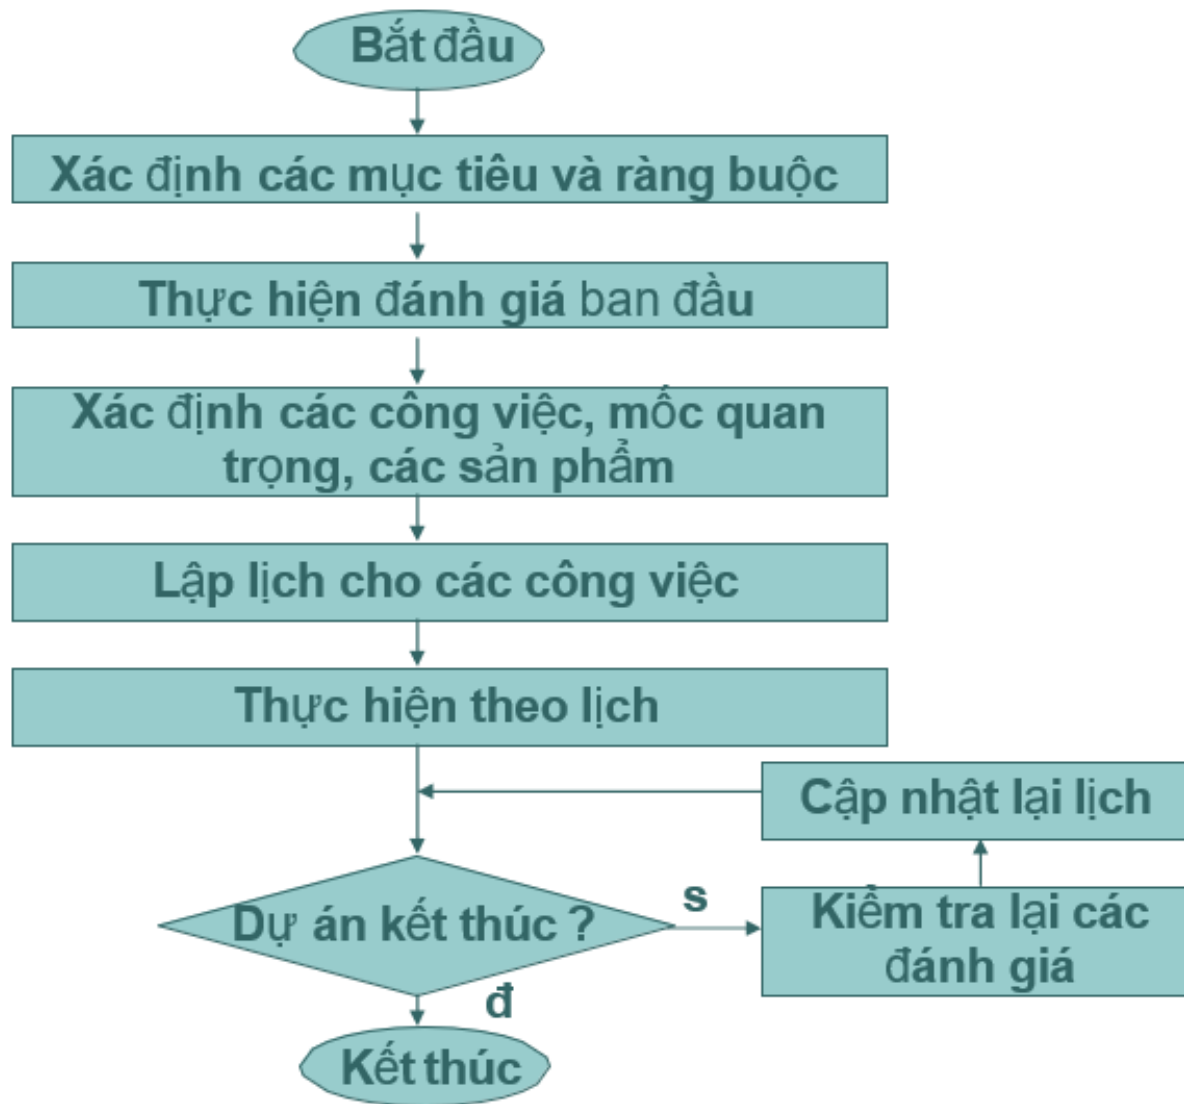 Bắt đầu
Xác định các mục tiêu và ràng buộc
Thực hiện đánh giá ban đầu
Xác định các công việc, mốc quan
trọng, các sản phẩm
Lập lịch cho các công việc
Thực hiện theo lịch
Cập nhật lại lịch
Dự án kết thúc ?
s
Kiểm tra lại các
đánh giá
đ
Kết thúc